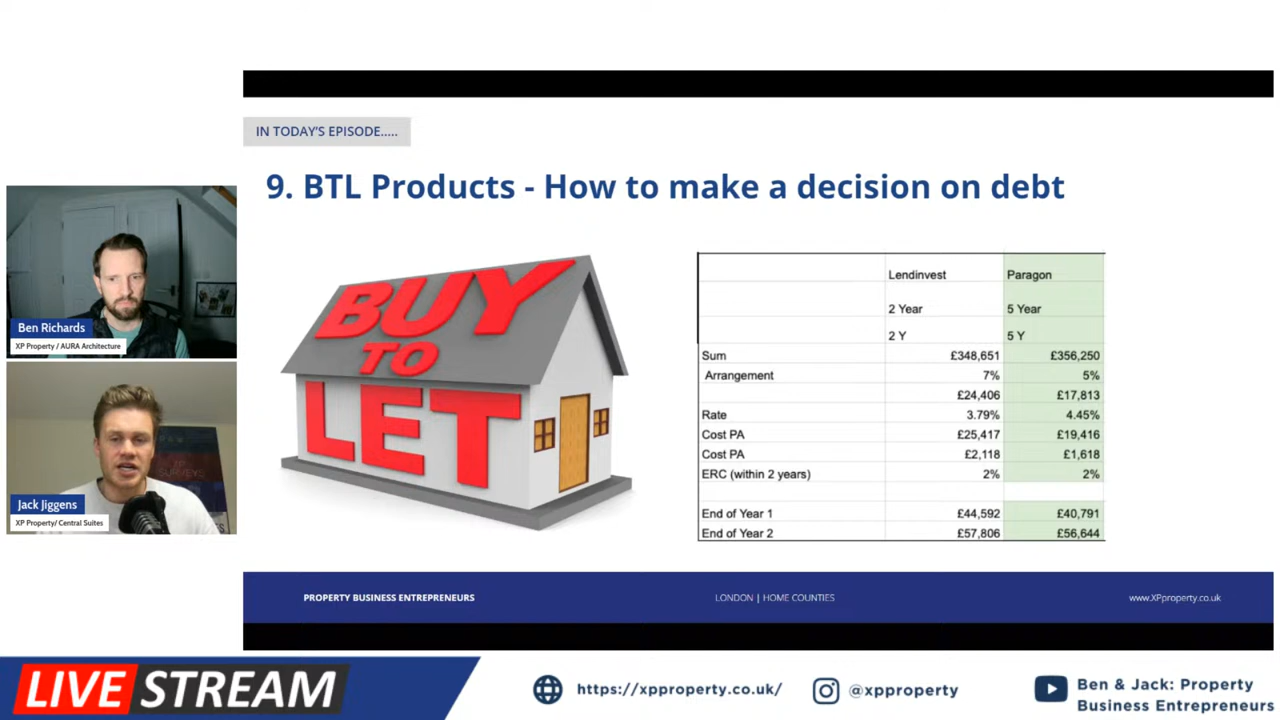 IN TODAY'S EPISODE.....
9. BTL Products - How to make a decision on debt
BUY
TO
LET
Lendinvest Paragon
2 Year 5 Year
2 Y 5 Y
Sum £348,651 £356,250
Arrangement 7% 5%
£24,406 £17,813
Rate 3.79% 4.45%
Cost PA £25,417 £19,416
Cost PA £2,118 £1,618
ERC (within 2 years) 2% 2%
End of Year 1 £44,592 £40,791
End of Year 2 £57,806 £56,644
Ben Richards
XP Property / AURA Architecture
Jack Jiggens
XP Property/ Central Suites
PROPERTY BUSINESS ENTREPRENEURS
LONDON | HOME COUNTIES
www.XPproperty.co.uk
LIVE STREAM
https://xpproperty.co.uk/
@xpproperty
Ben & Jack: Property
Business Entrepreneurs